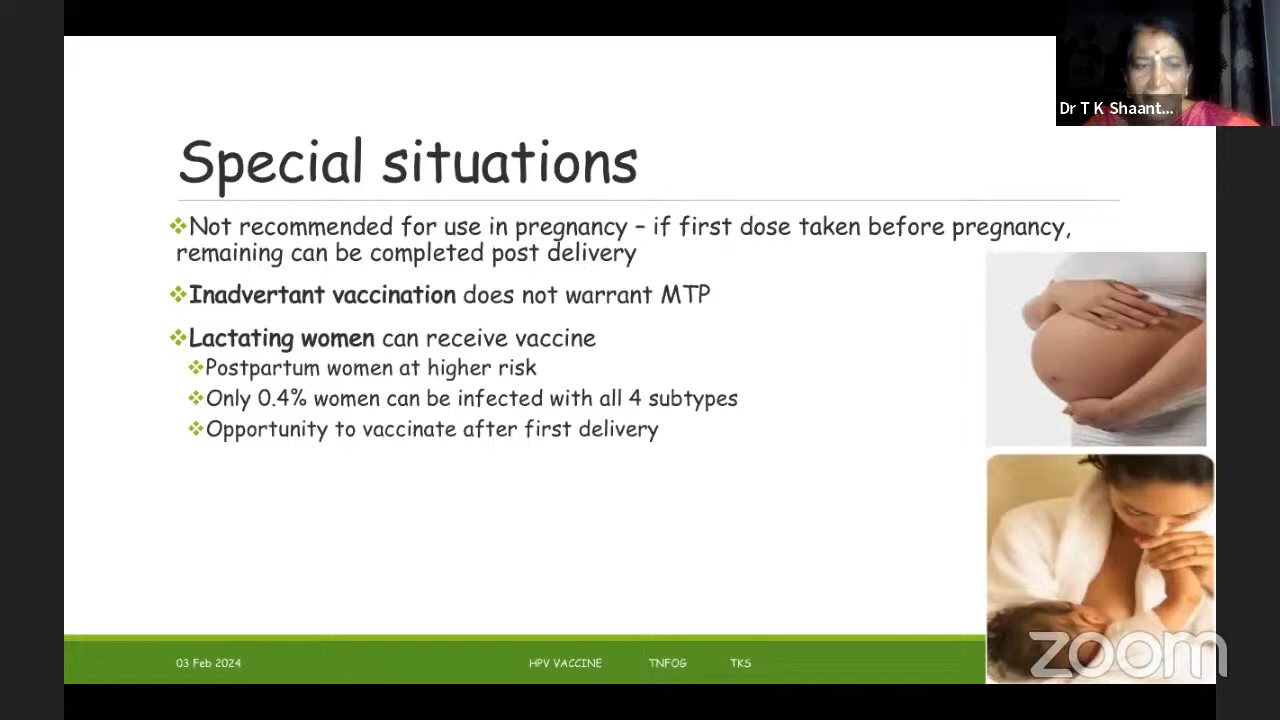 Dr T K Shaant...
Special situations
❖Not recommended for use in pregnancy – if first dose taken before pregnancy,
remaining can be completed post delivery
❖Inadvertant vaccination does not warrant MTP
❖Lactating women can receive vaccine
❖Postpartum women at higher risk
❖Only 0.4% women can be infected with all 4 subtypes
❖Opportunity to vaccinate after first delivery
03 Feb 2024 HPV VACCINE TNFOG TKS
zoom